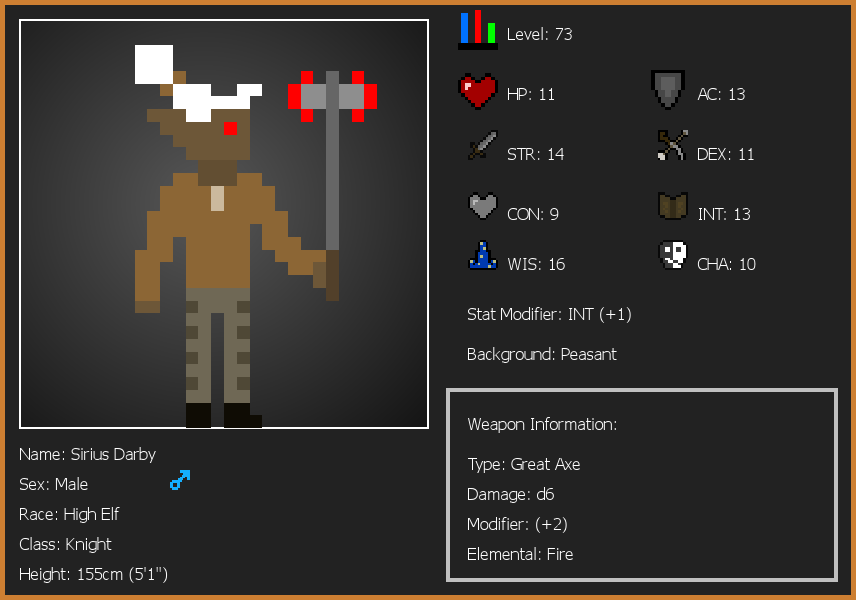 Level: 73
HP: 11
AC: 13
STR: 14
DEX: 11
CON: 9
INT: 13
WIS: 16
CHA: 10
Stat Modifier: INT (+1)
Background: Peasant
Weapon Information:
Type: Great Axe
Damage: d6
Modifier: (+2)
Elemental: Fire
Name: Sirius Darby
Sex: Male
Race: High Elf
Class: Knight
Height: 155cm (5'1")